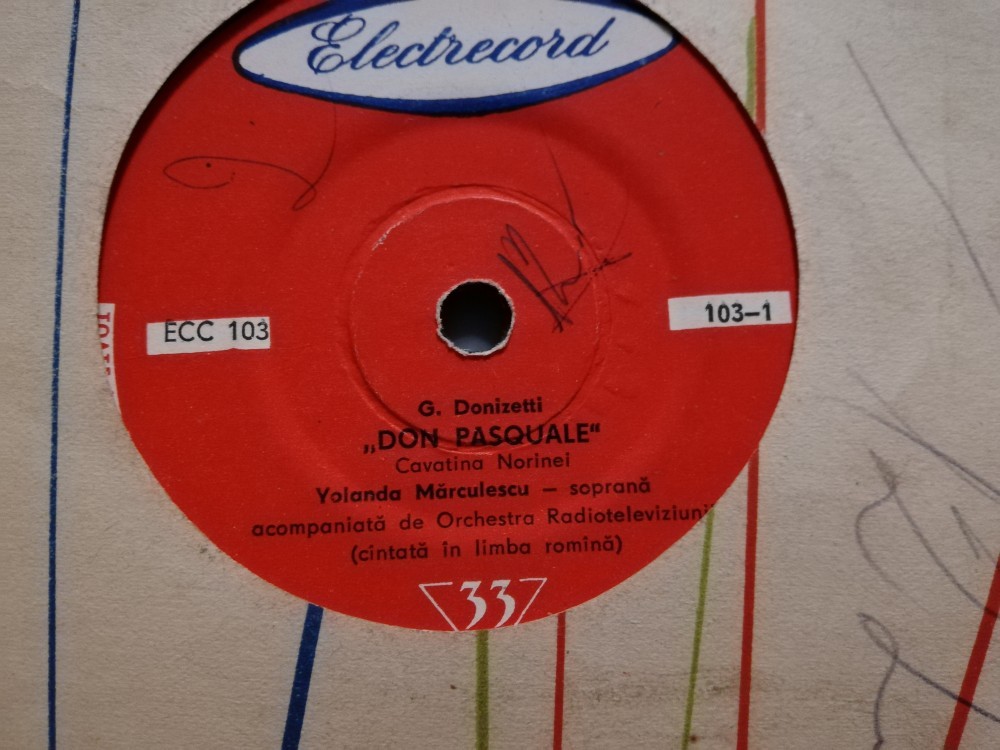 Electrecord
ECC 103
103-1
G. Donizetti
„DON PASQUALE"
Cavatina Norinei
Yolanda Mărculescu – soprană
acompaniată de Orchestra Radioteleviziunii
(cîntată în limba romînă)
33